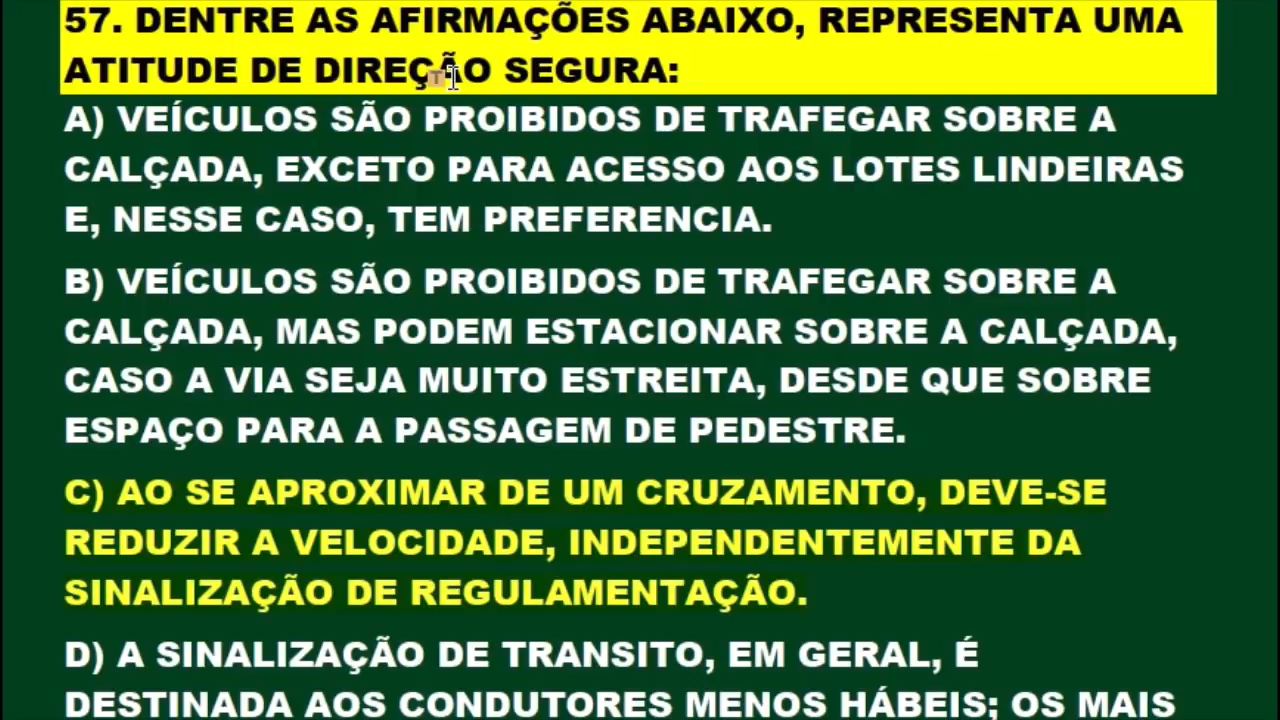 57. DENTRE AS AFIRMAÇÕES ABAIXO, REPRESENTA UMA
ATITUDE DE DIREÇÃO SEGURA:
A) VEÍCULOS SÃO PROIBIDOS DE TRAFEGAR SOBRE A
CALÇADA, EXCETO PARA ACESSO AOS LOTES LINDEIRAS
E, NESSE CASO, TEM PREFERENCIA.
B) VEÍCULOS SÃO PROIBIDOS DE TRAFEGAR SOBRE A
CALÇADA, MAS PODEM ESTACIONAR SOBRE A CALÇADA,
CASO A VIA SEJA MUITO ESTREITA, DESDE QUE SOBRE
ESPAÇO PARA A PASSAGEM DE PEDESTRE.
C) AO SE APROXIMAR DE UM CRUZAMENTO, DEVE-SE
REDUZIR A VELOCIDADE, INDEPENDENTEMENTE DA
SINALIZAÇÃO DE REGULAMENTAÇÃO.
D) A SINALIZAÇÃO DE TRANSITO, EM GERAL, É
DESTINADA AOS CONDUTORES MENOS HÁBEIS; OS MAIS